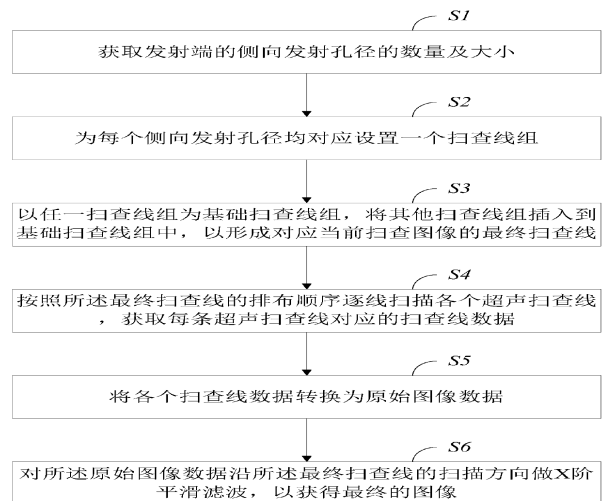 S1
获取发射端的侧向发射孔径的数量及大小
S2
为每个侧向发射孔径均对应设置一个扫查线组
S3
以任一扫查线组为基础扫查线组，将其他扫查线组插入到
基础扫查线组中，以形成对应当前扫查图像的最终扫查线
S4
按照所述最终扫查线的排布顺序逐线扫描各个超声扫查线
，获取每条超声扫查线对应的扫查线数据
S5
将各个扫查线数据转换为原始图像数据
S6
对所述原始图像数据沿所述最终扫查线的扫描方向做X阶
平滑滤波，以获得最终的图像